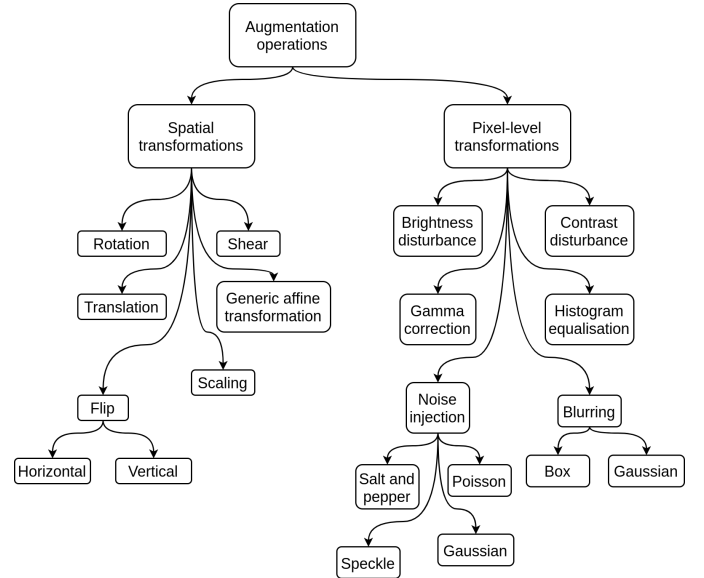 Augmentation
operations
Spatial
transformations
Pixel-level
transformations
Rotation
Shear
Brightness
disturbance
Contrast
disturbance
Translation
Generic affine
transformation
Gamma
correction
Histogram
equalisation
Scaling
Flip
Noise
injection
Blurring
Horizontal
Vertical
Salt and
pepper
Poisson
Box
Gaussian
Speckle
Gaussian